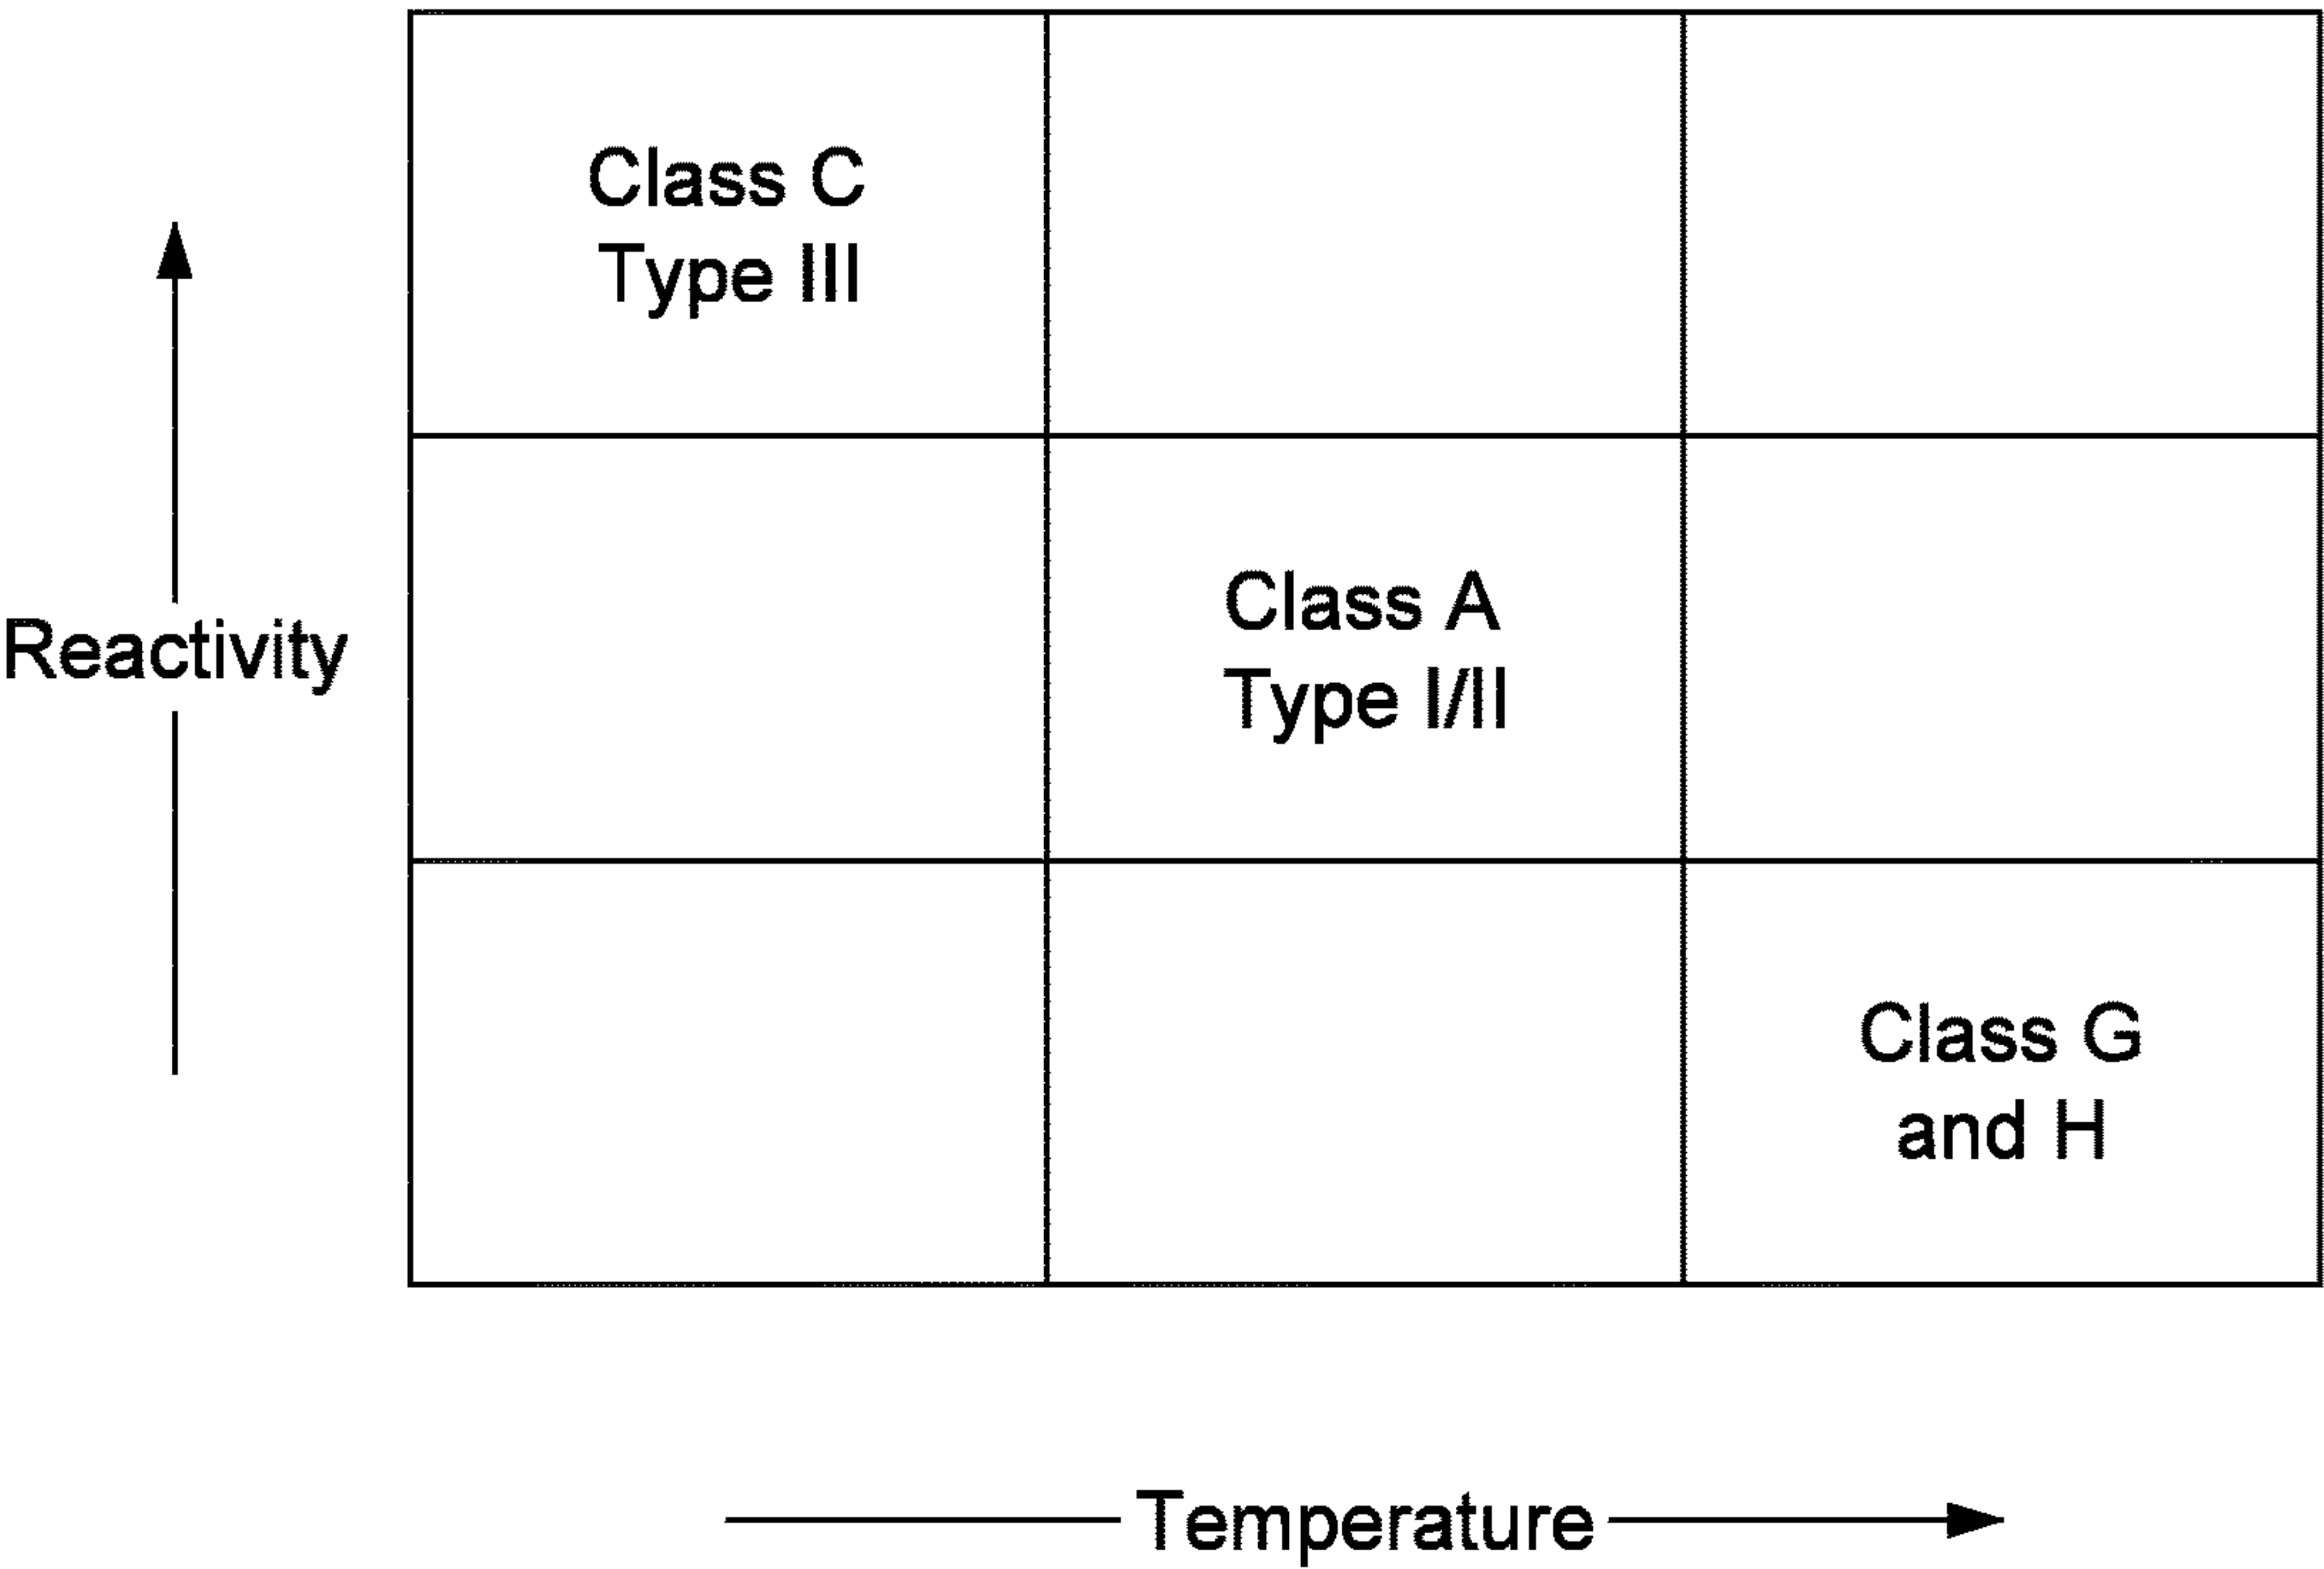 Class C
Type III
Reactivity
Class A
Type I/II
Class G
and H
Temperature